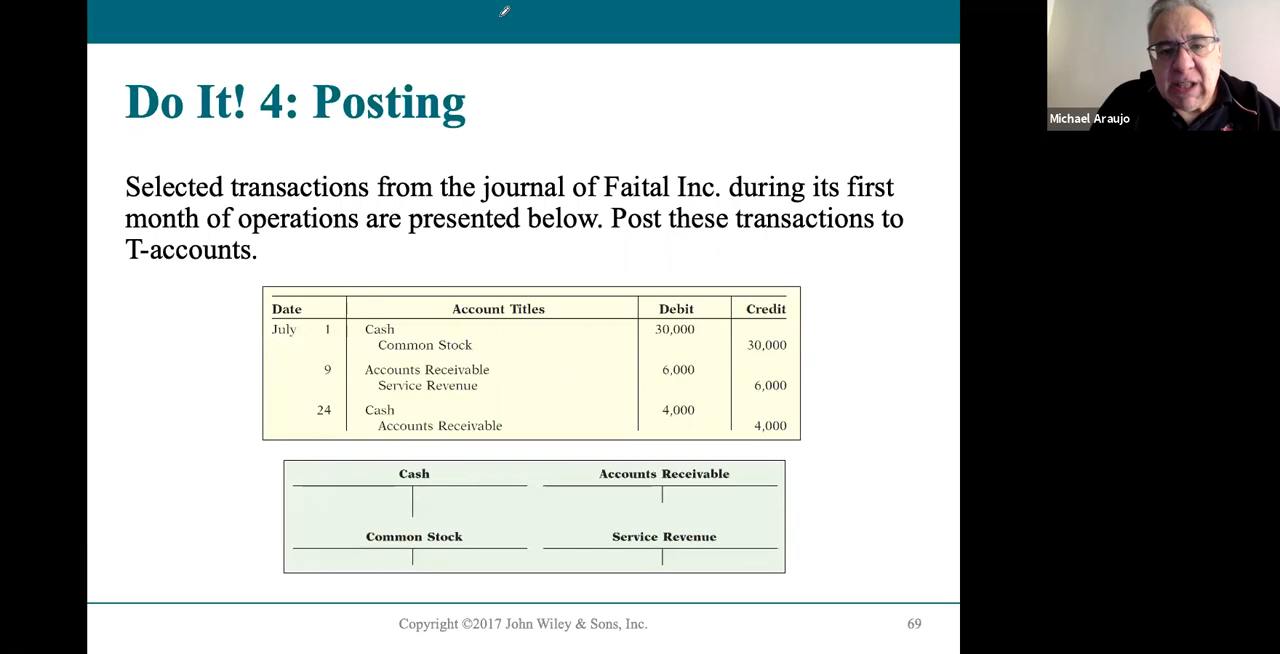 Do It! 4: Posting
Selected transactions from the journal of Faital Inc. during its first
month of operations are presented below. Post these transactions to
T-accounts.
Date Account Titles Debit Credit
July 1 Cash 30,000
Common Stock 30,000
9 Accounts Receivable 6,000
Service Revenue 6,000
24 Cash 4,000
Accounts Receivable 4,000
Cash Accounts Receivable
Common Stock Service Revenue
Copyright ©2017 John Wiley & Sons, Inc. 69
Michael Araujo